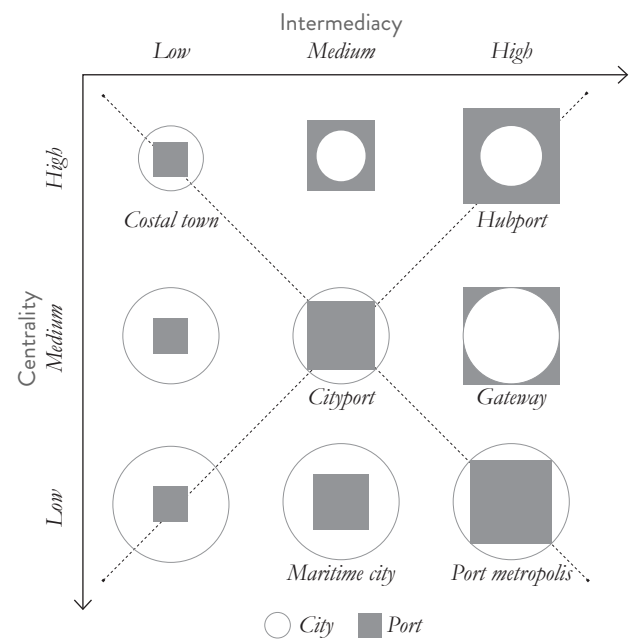 Intermediacy
Low Medium High
High
Costal town Hubport
Centrality
Medium
Cityport Gateway
Low
Maritime city Port metropolis
City Port